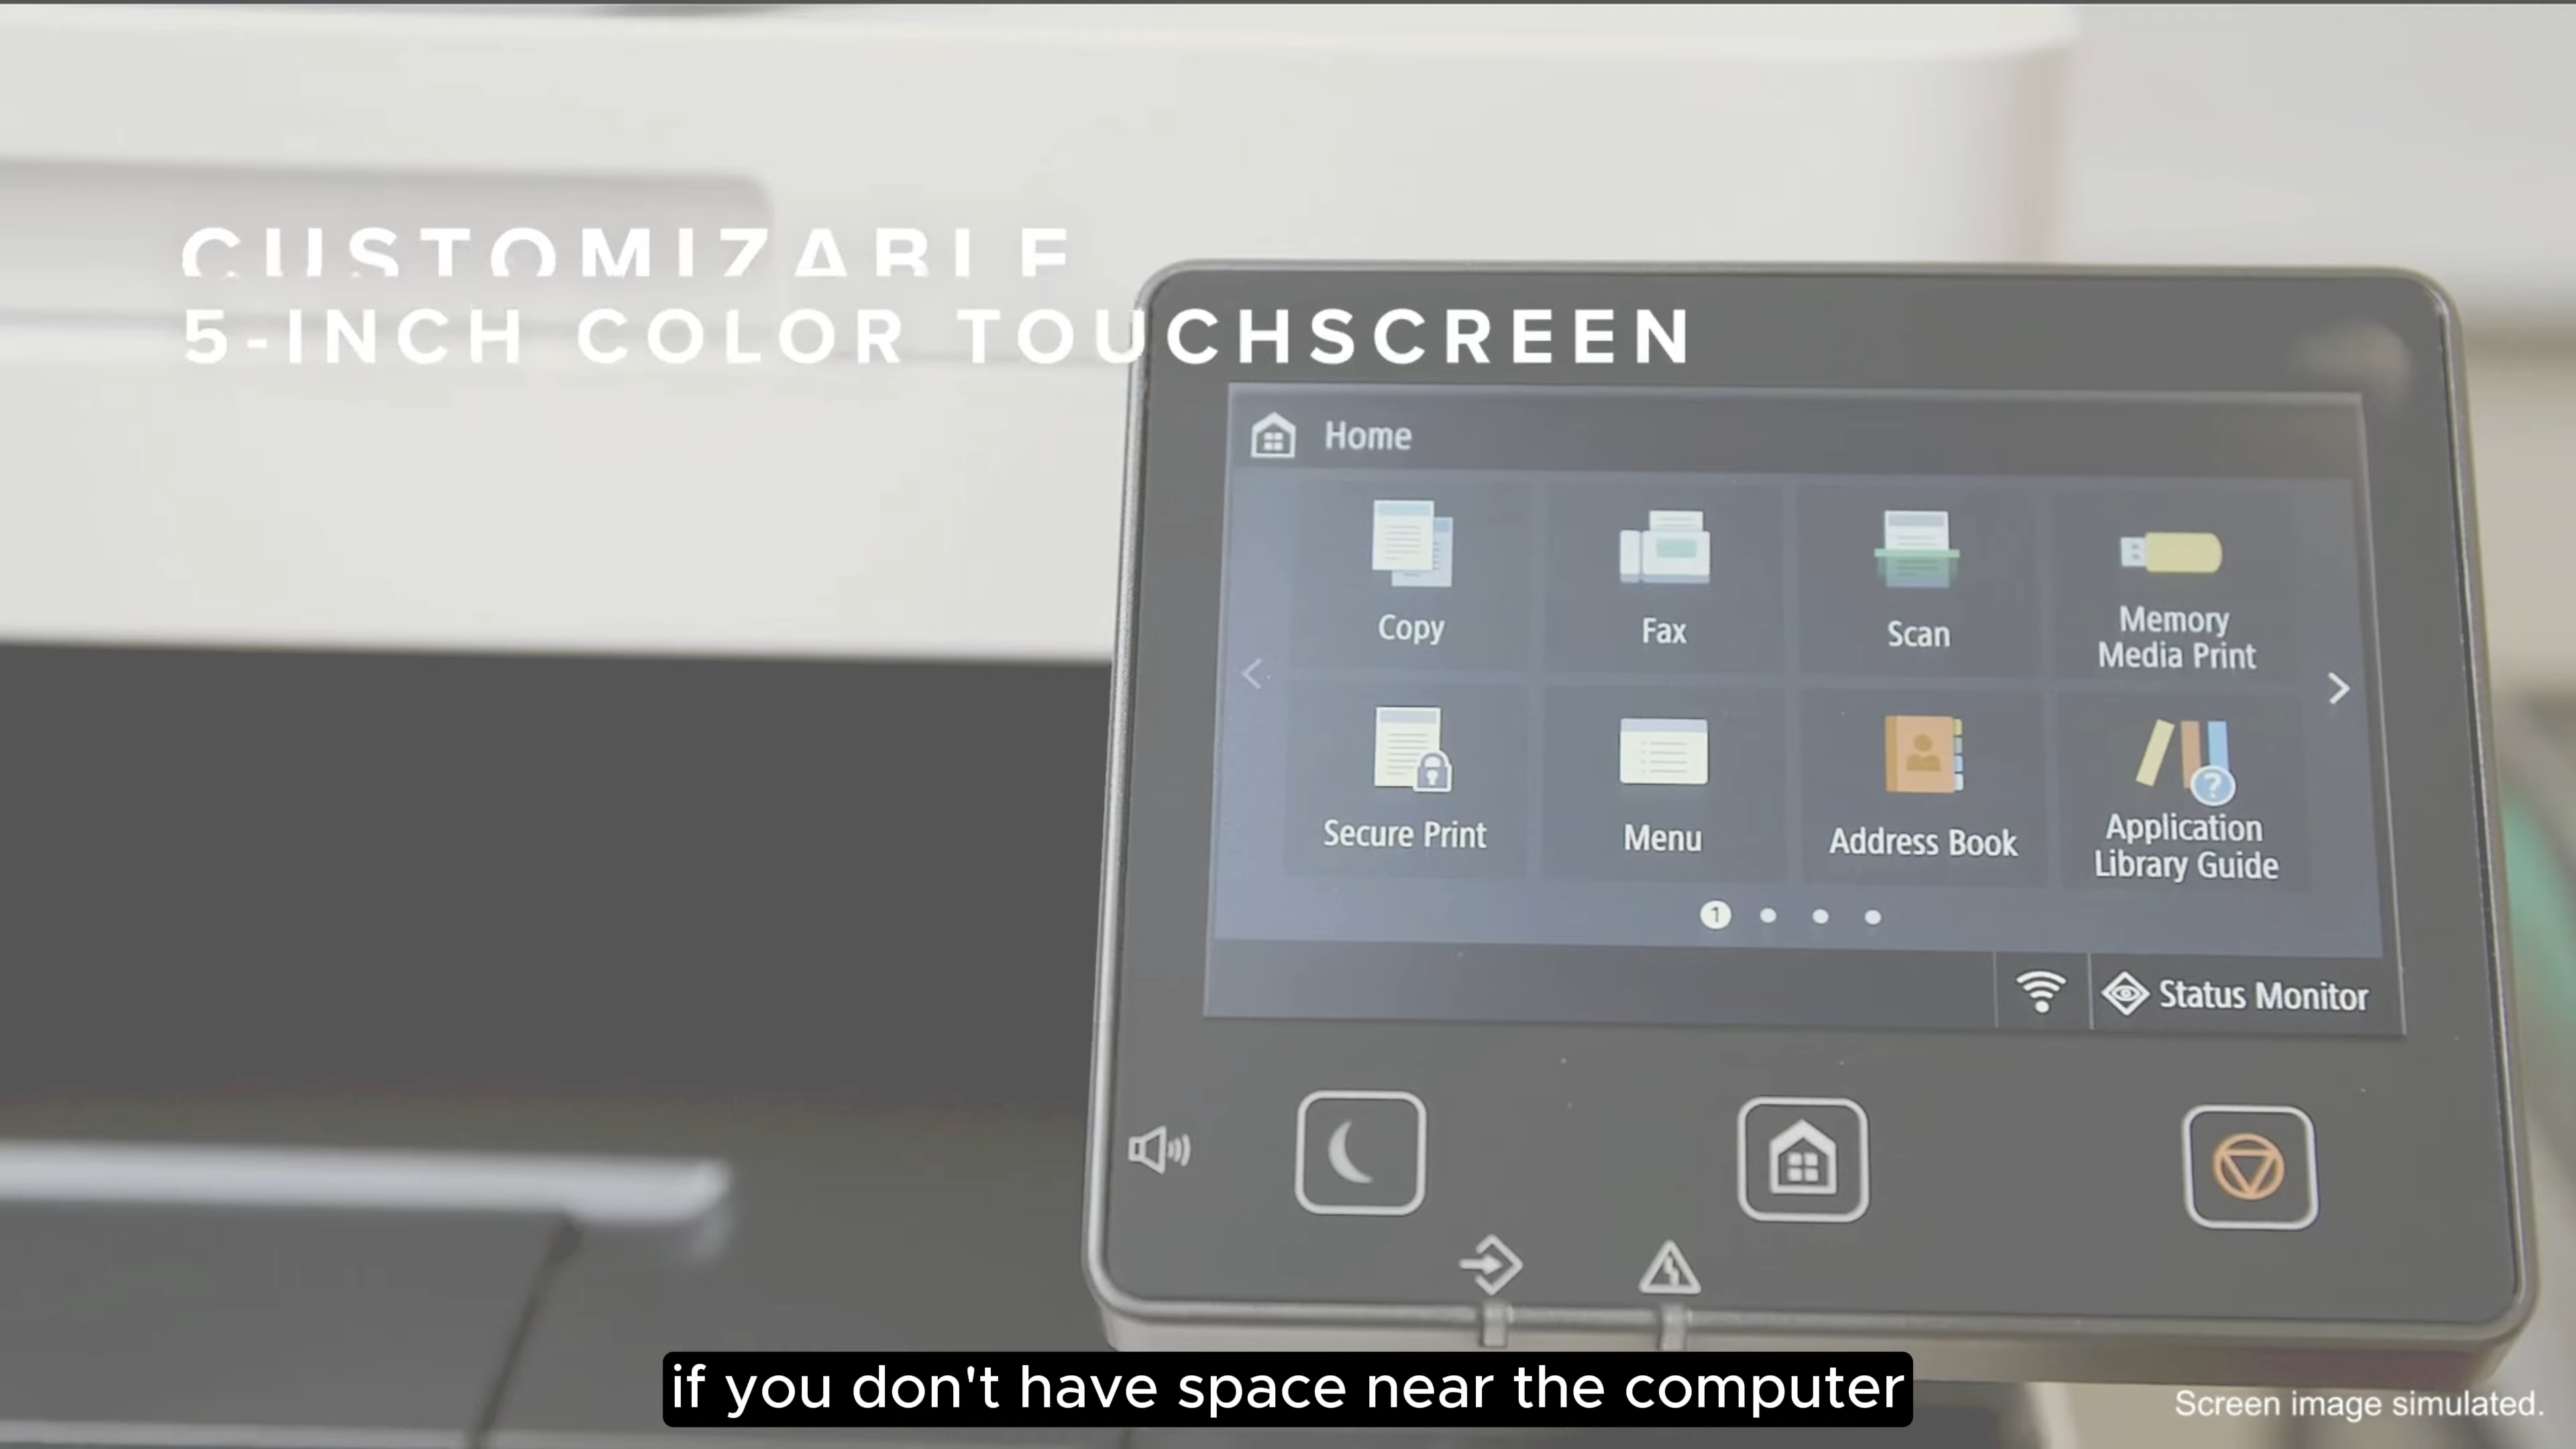 CUSTOMIZABLE
5-INCH COLOR TOUCHSCREEN
Home
Copy
Fax
Scan
Memory
Media Print
Secure Print
Menu
Address Book
Application
Library Guide
1
Status Monitor
if you don't have space near the computer
Screen image simulated.